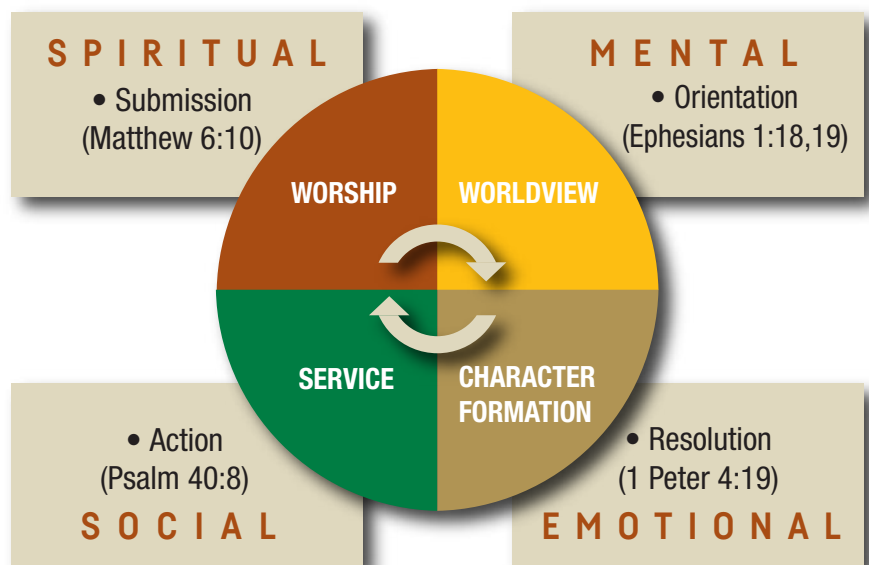 SPIRITUAL
• Submission
(Matthew 6:10)
MENTAL
• Orientation
(Ephesians 1:18,19)
WORSHIP
WORLDVIEW
SERVICE
CHARACTER
FORMATION
• Action
(Psalm 40:8)
SOCIAL
• Resolution
(1 Peter 4:19)
EMOTIONAL